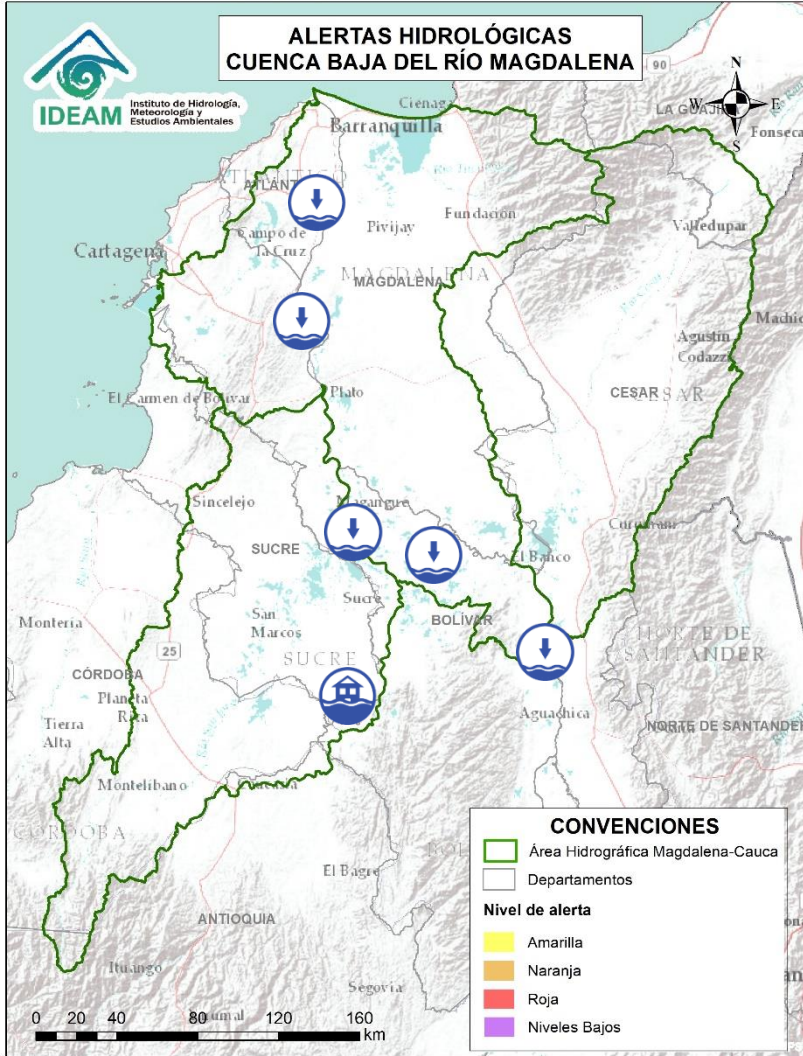 ALERTAS HIDROLÓGICAS
CUENCA BAJA DEL RÍO MAGDALENA
IDEAM
Instituto de Hidrología,
Meteorología y
Estudios Ambientales
N
W
E
S
90
LA GUAJIRA
Fonseca
Ciénaga
Barranquilla
ATLÁNTICO
Fundación
Pivijay
Valledupar
Campo de
la Cruz
Cartagena
MAGDALENA
MAGDALENA
Agustín
Codazzi
CESAR
CESAR
Plato
El Carmen de Bolívar
Magangué
Sincelejo
SUCRE
El Banco
Sucre
BOLÍVAR
San
Marcos
Montería
SUCRE
NORTE DE
SANTANDER
25
CÓRDOBA
Planeta
Rica
Aguachica
Tierra
Alta
NORTE DE SANTANDER
Montelíbano
CÓRDOBA
El Bagre
ANTIOQUIA
Ituango
Segovia
CONVENCIONES
Área Hidrográfica Magdalena-Cauca
Departamentos
Nivel de alerta
Amarilla
Naranja
Roja
Niveles Bajos
0 10 20 40 80 120 160
km